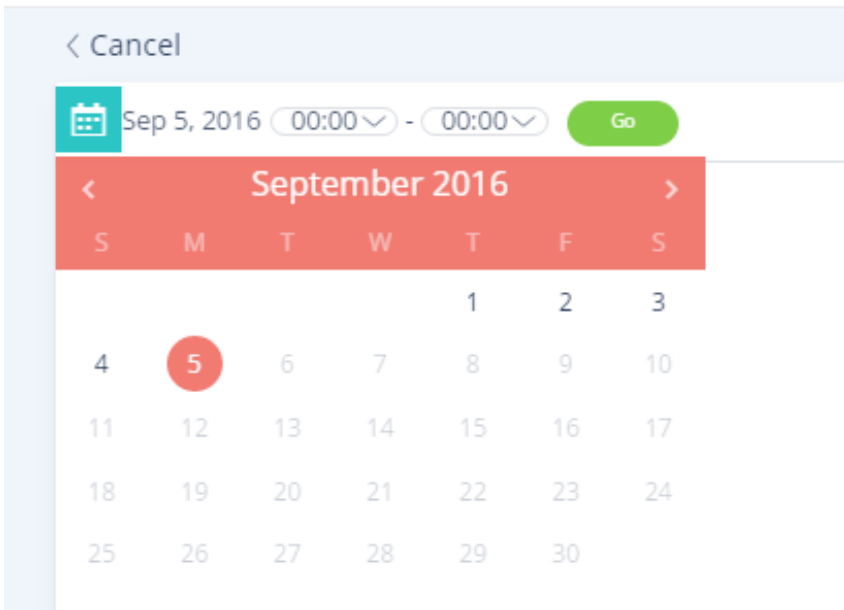 < Cancel
Sep 5, 2016 00:00 - 00:00 Go
< September 2016 >
S M T W T F S
1 2 3
4 5 6 7 8 9 10
11 12 13 14 15 16 17
18 19 20 21 22 23 24
25 26 27 28 29 30